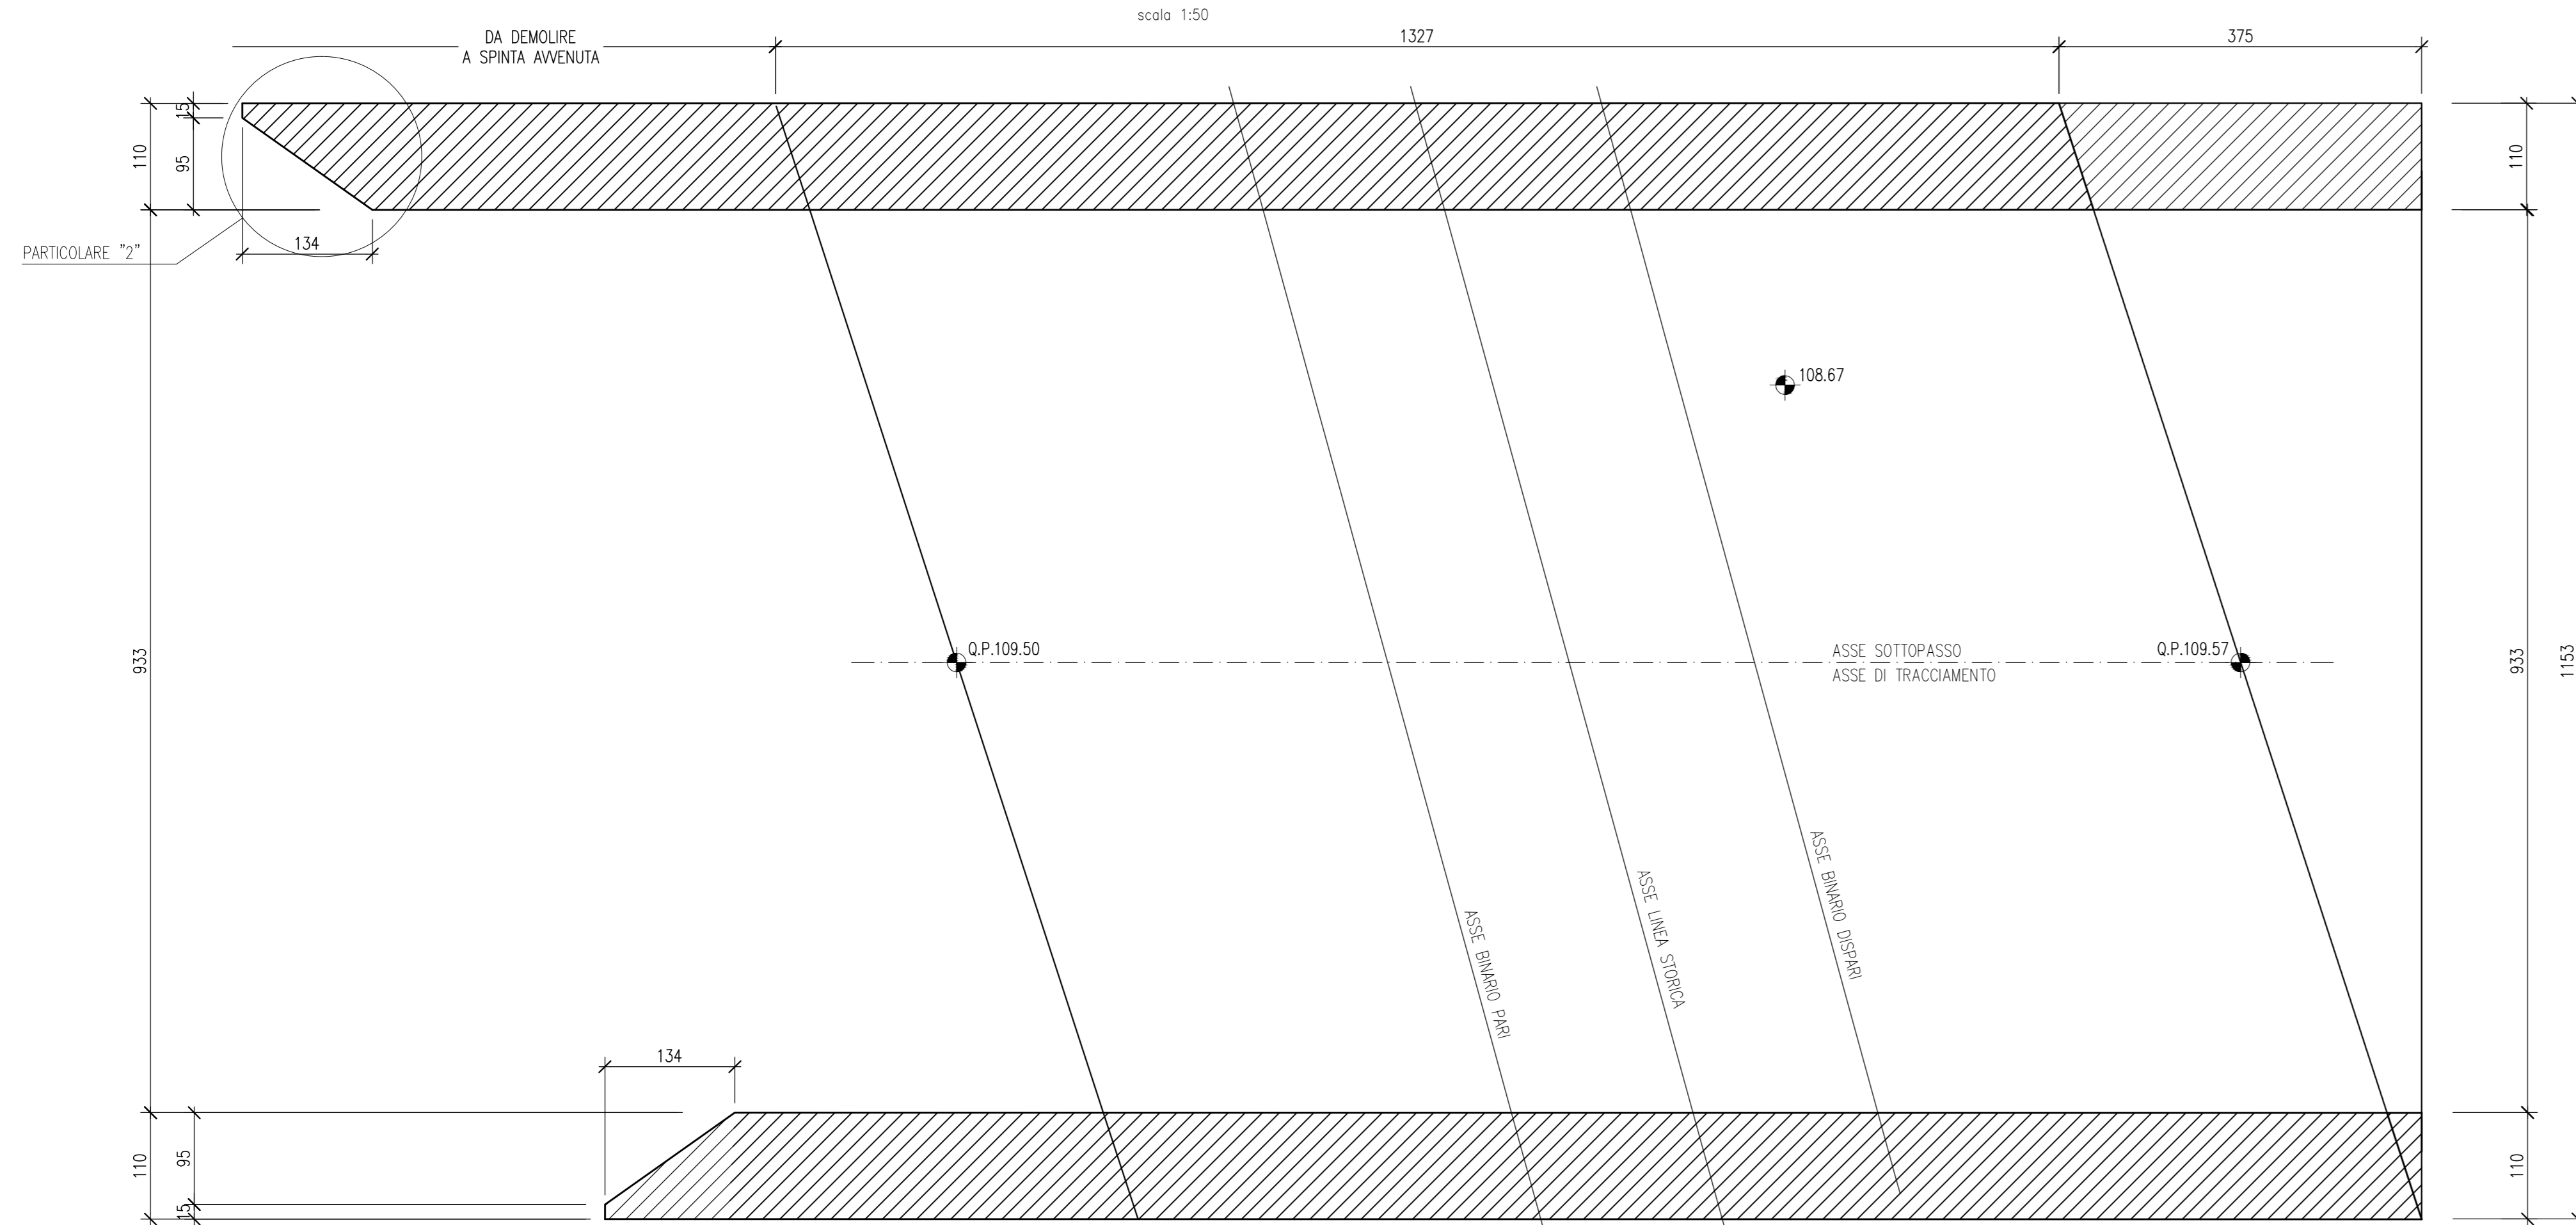 scala 1:50
DA DEMOLIRE
A SPINTA AVVENUTA
1327
375
15
110
95
110
134
PARTICOLARE "2"
108.67
Q.P.109.50
ASSE SOTTOPASSO
ASSE DI TRACCIAMENTO
Q.P.109.57
933
933
1153
ASSE BINARIO PARI
ASSE LINEA STORICA
ASSE BINARIO DISPARI
134
110
95
15
110